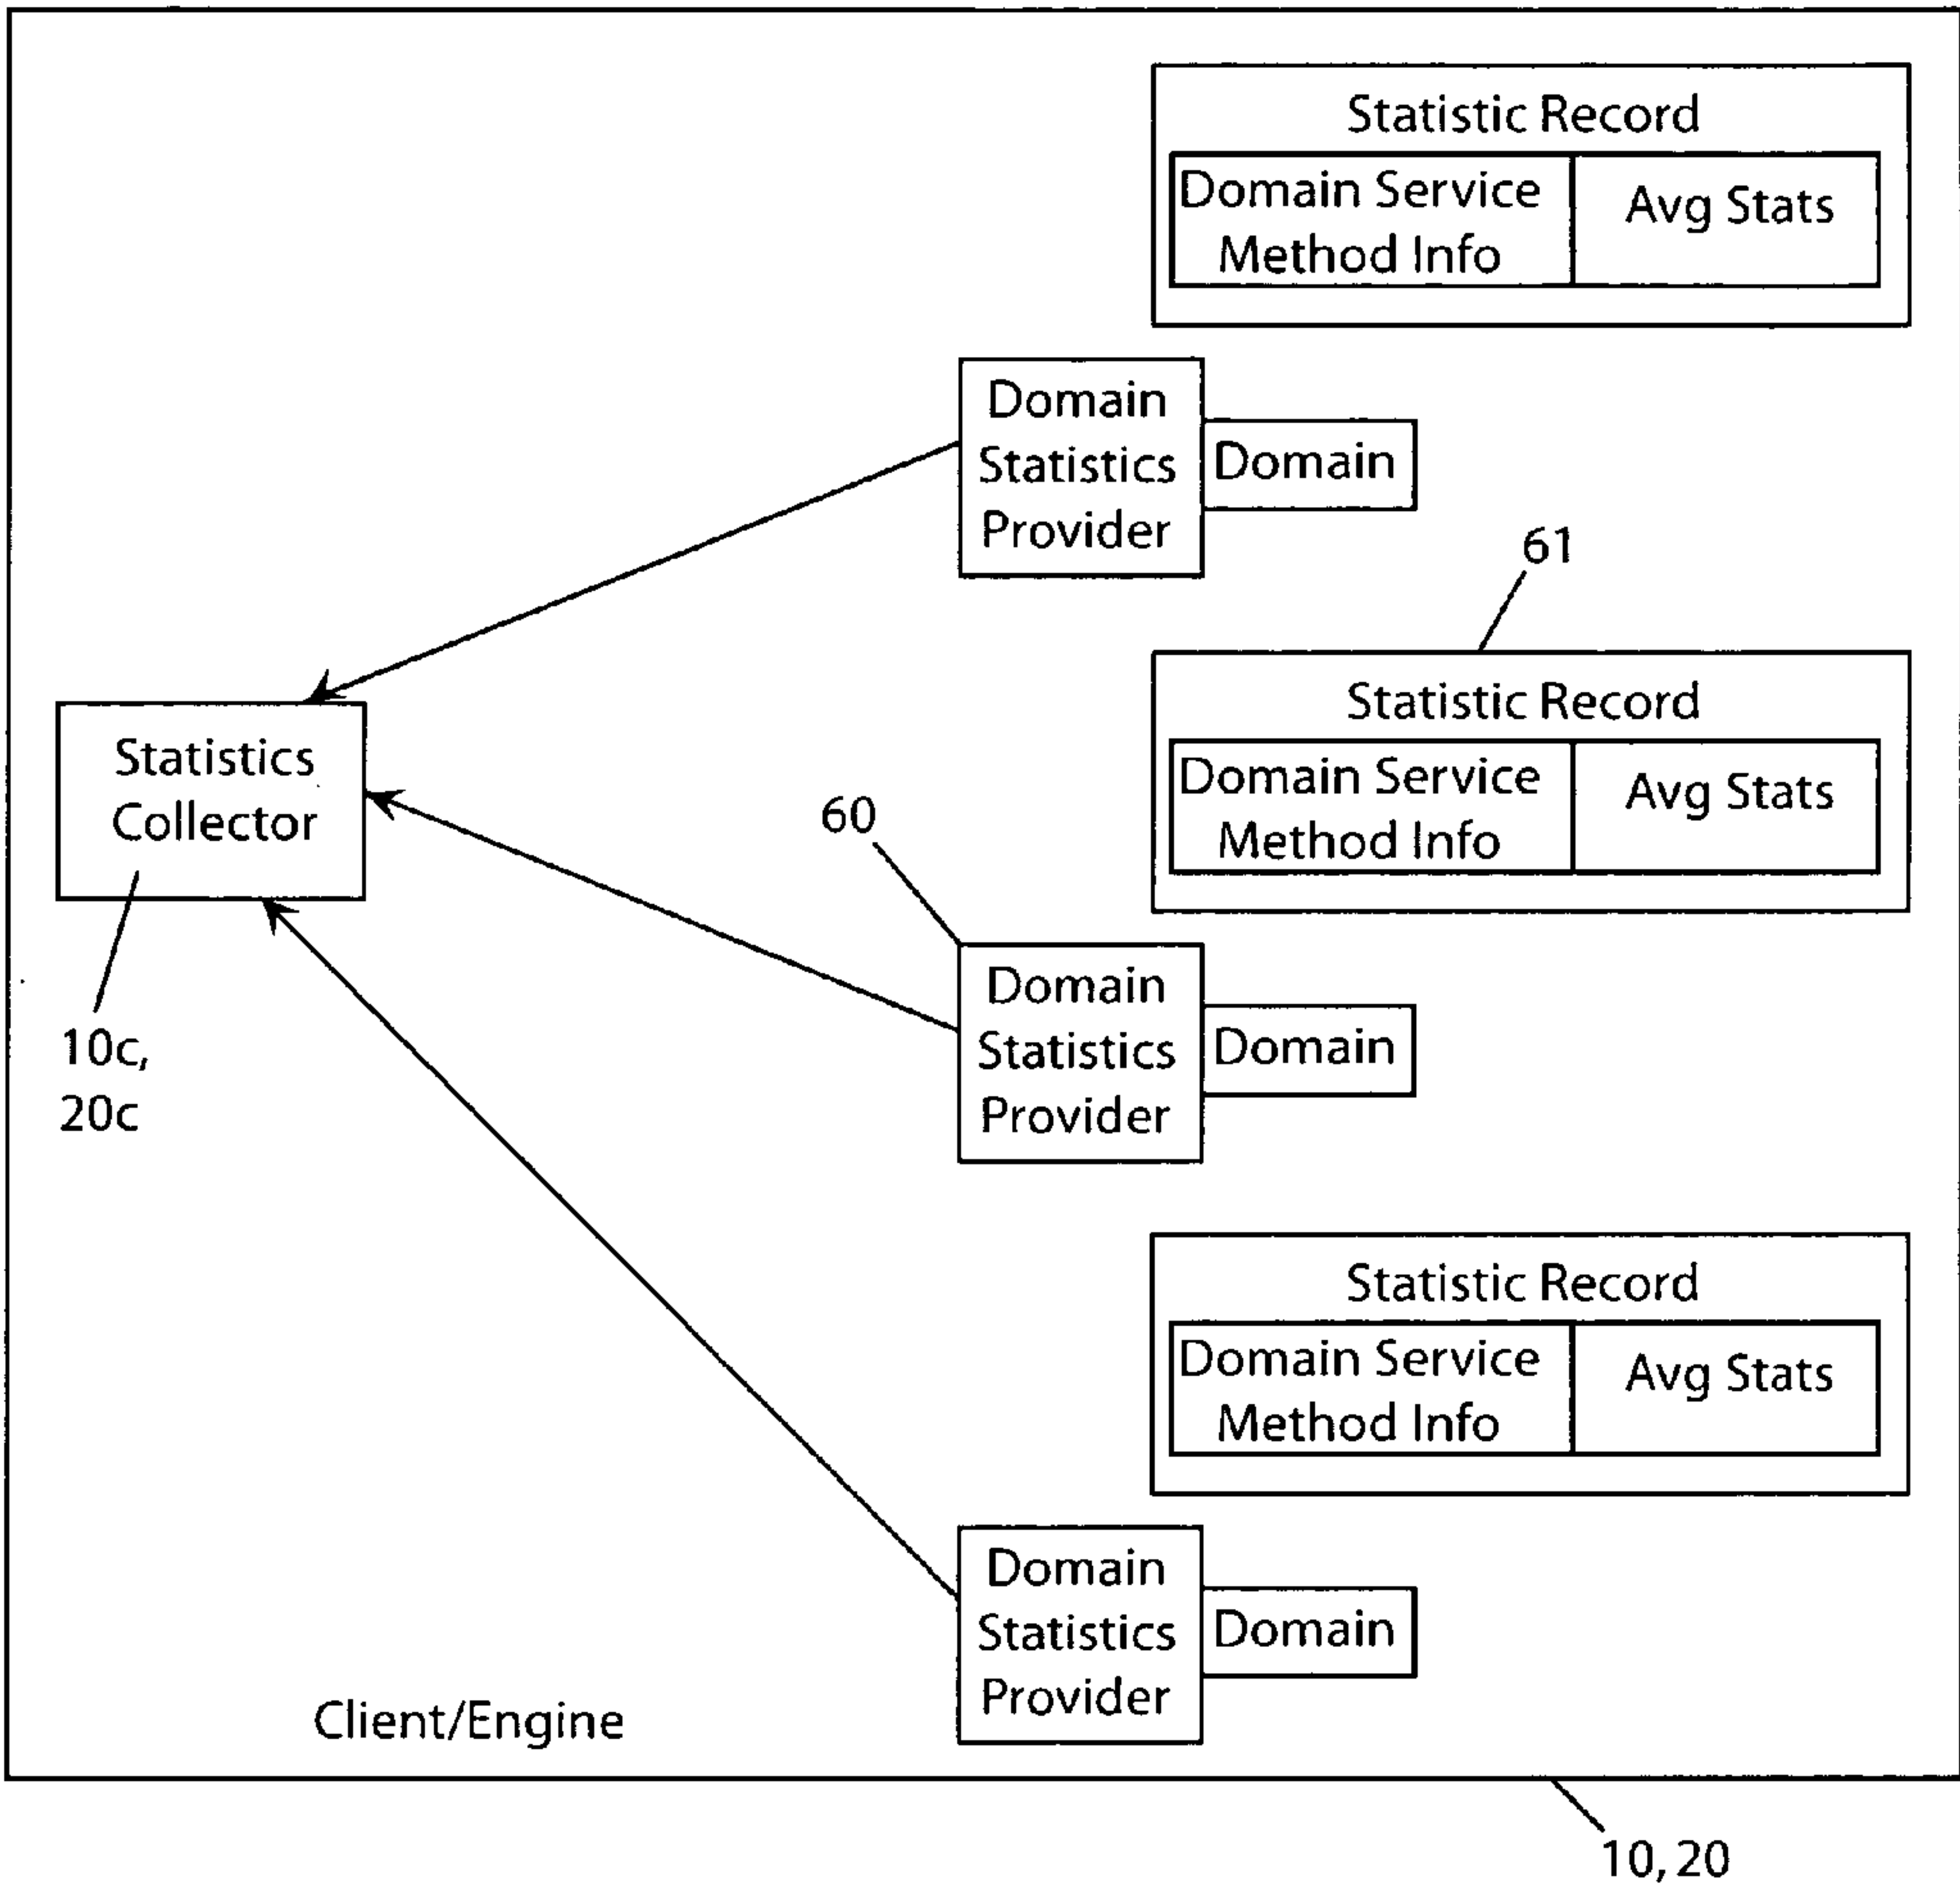 Statistic Record
Domain Service
Method Info
Avg Stats
Domain
Statistics
Provider
Domain
61
Statistic Record
Domain Service
Method Info
Avg Stats
Statistics
Collector
60
10c,
20c
Domain
Statistics
Provider
Domain
Statistic Record
Domain Service
Method Info
Avg Stats
Domain
Statistics
Provider
Domain
Client/Engine
10, 20